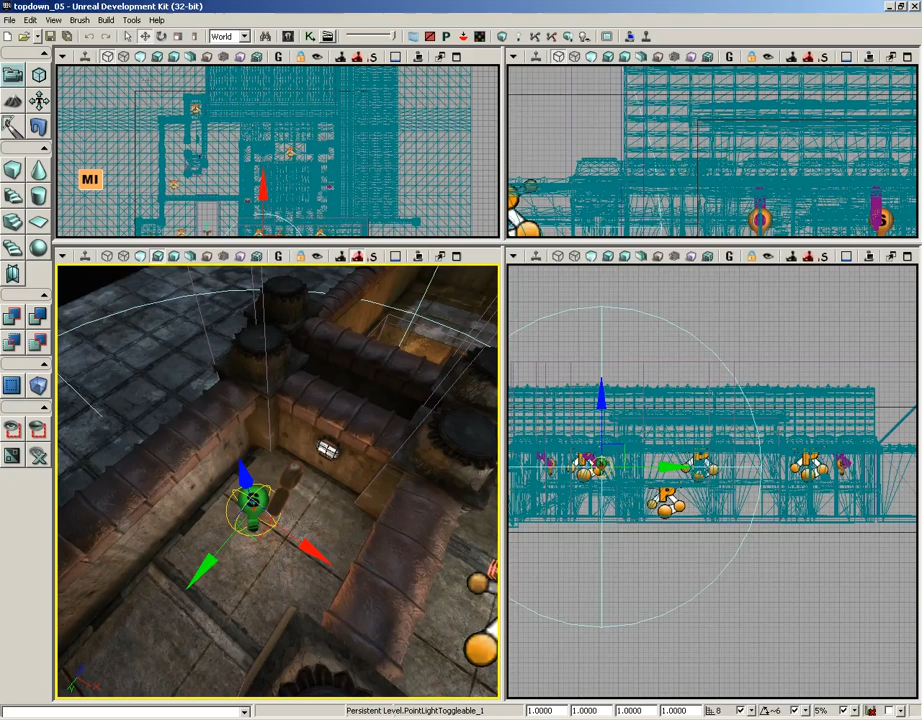 topdown_05 - Unreal Development Kit (32-bit)
File Edit View Brush Build Tools Help
World
K P S
G S
G S
MI
S
G S
G S
S
P
Persistent Level.PointLightToggleable_1
1.0000 1.0000 1.0000 1.0000 8 ~6 5%